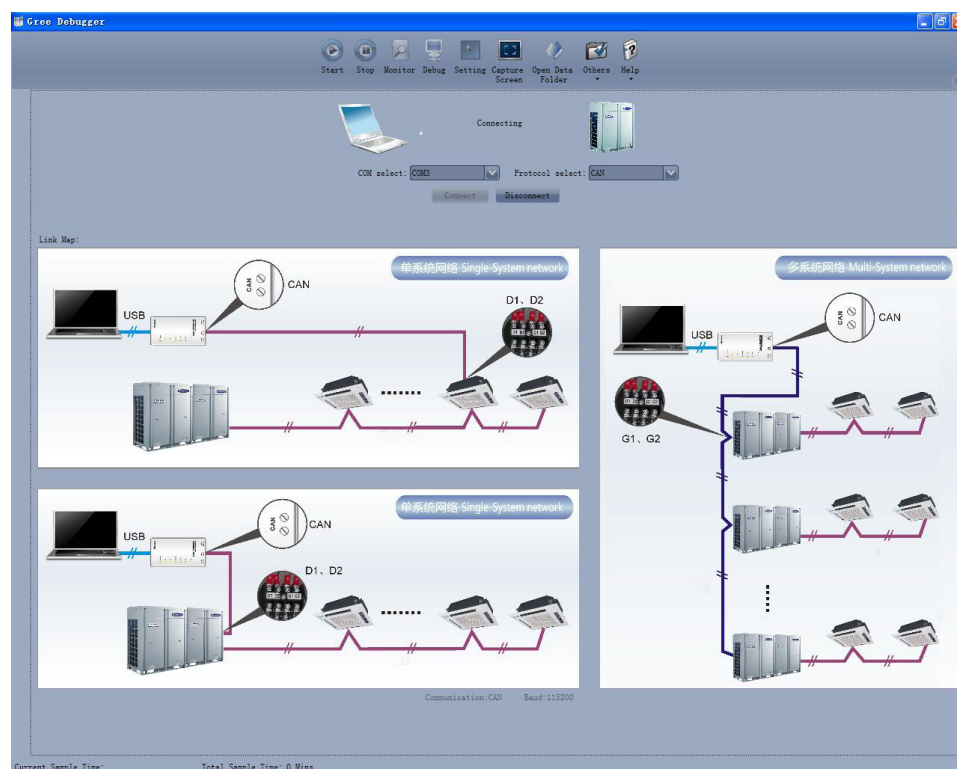 Gree Debugger
Start Stop Monitor Debug Setting Capture Screen Open Data Folder Others Help
Connecting
COM select: COM3 Protocol select: CAN
Connect Disconnect
Link Map:
单系统网络 Single-System network
CAN
CAN
USB
D1、D2
单系统网络 Single-System network
CAN
CAN
USB
D1、D2
多系统网络 Multi-System network
CAN
CAN
USB
G1、G2
Communication:CAN Baud:115200
Current Sample Time: Total Sample Time: 0 Mins